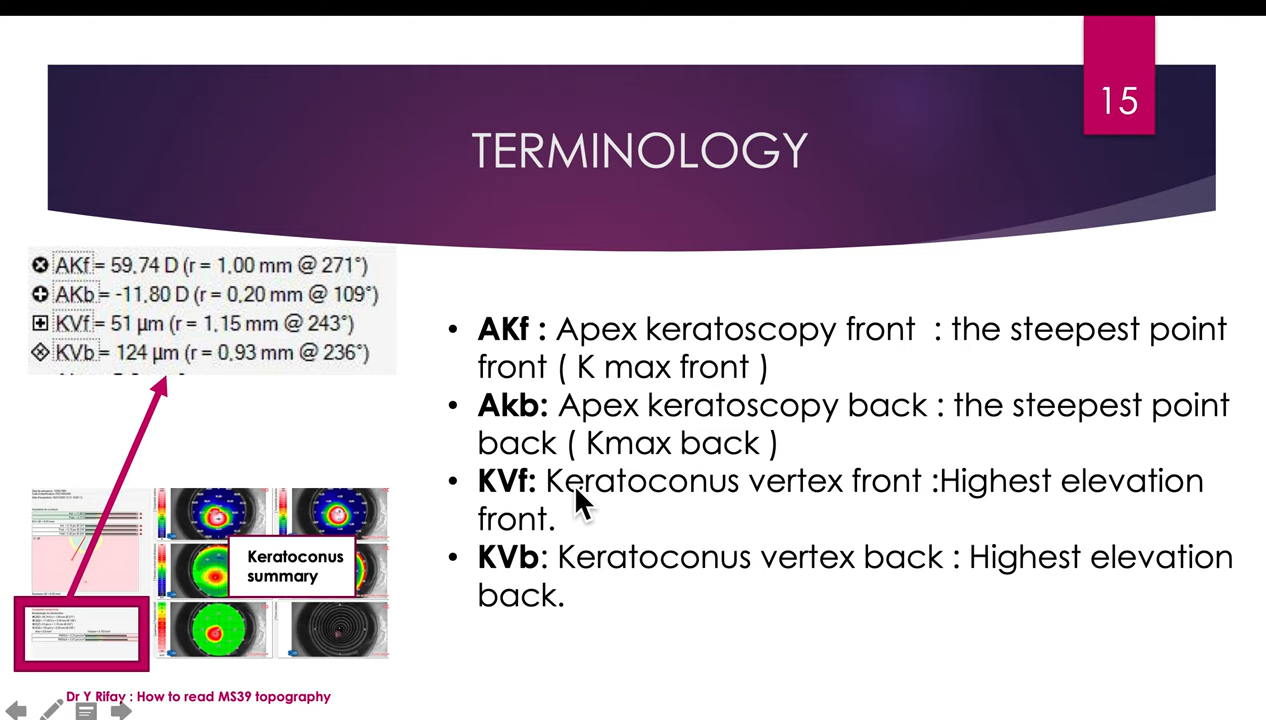 15
TERMINOLOGY
AKf = 59,74 D (r = 1,00 mm @ 271°)
AKb = -11,80 D (r = 0,20 mm @ 109°)
KVf = 51 µm (r = 1,15 mm @ 243°)
KVb = 124 µm (r = 0,93 mm @ 236°)
• AKf : Apex keratoscopy front : the steepest point
front ( K max front )
• Akb: Apex keratoscopy back : the steepest point
back ( Kmax back )
• KVf: Keratoconus vertex front :Highest elevation
front.
• KVb: Keratoconus vertex back : Highest elevation
back.
Keratoconus
summary
Dr Y Rifay : How to read MS39 topography